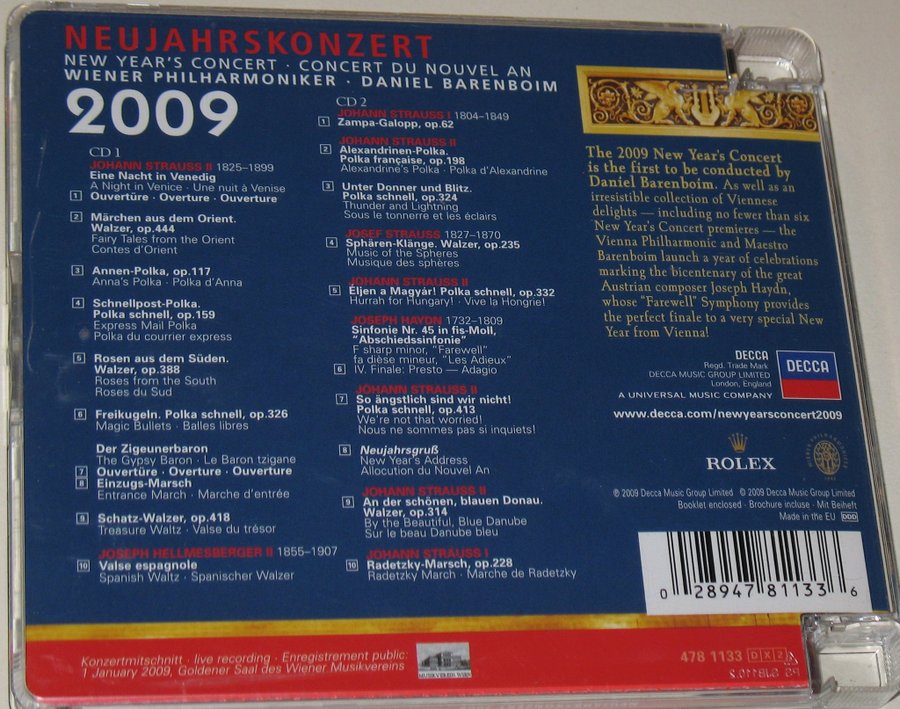 NEUJAHRSKONZERT
NEW YEAR'S CONCERT · CONCERT DU NOUVEL AN
WIENER PHILHARMONIKER · DANIEL BARENBOIM
2009
CD 1
JOHANN STRAUSS II 1825–1899
Eine Nacht in Venedig
A Night in Venice · Une nuit à Venise
1 Ouvertüre · Overture · Ouverture
2 Märchen aus dem Orient.
Walzer, op.444
Fairy Tales from the Orient
Contes d'Orient
3 Annen-Polka, op.117
Anna's Polka · Polka d'Anna
4 Schnellpost-Polka.
Polka schnell, op.159
Express Mail Polka
Polka du courrier express
5 Rosen aus dem Süden.
Walzer, op.388
Roses from the South
Roses du Sud
6 Freikugeln. Polka schnell, op.326
Magic Bullets · Balles libres
Der Zigeunerbaron
The Gypsy Baron · Le Baron tzigane
7 Ouvertüre · Overture · Ouverture
8 Einzugs-Marsch
Entrance March · Marche d'entrée
9 Schatz-Walzer, op.418
Treasure Waltz · Valse du trésor
JOSEPH HELLMESBERGER II 1855–1907
10 Valse espagnole
Spanish Waltz · Spanischer Walzer
CD 2
JOHANN STRAUSS I 1804–1849
1 Zampa-Galopp, op.62
JOHANN STRAUSS II
2 Alexandrinen-Polka.
Polka française, op.198
Alexandrine's Polka · Polka d'Alexandrine
3 Unter Donner und Blitz.
Polka schnell, op.324
Thunder and Lightning
Sous le tonnerre et les éclairs
JOSEF STRAUSS 1827–1870
4 Sphären-Klänge. Walzer, op.235
Music of the Spheres
Musique des sphères
JOHANN STRAUSS II
5 Éljen a Magyár! Polka schnell, op.332
Hurrah for Hungary! · Vive la Hongrie!
JOSEPH HAYDN 1732–1809
Sinfonie Nr. 45 in fis-Moll,
"Abschiedssinfonie"
F sharp minor, "Farewell"
fa dièse mineur, "Les Adieux"
6 IV. Finale: Presto — Adagio
JOHANN STRAUSS II
7 So ängstlich sind wir nicht!
Polka schnell, op.413
We're not that worried!
Nous ne sommes pas si inquiets!
8 Neujahrsgruß
New Year's Address
Allocution du Nouvel An
JOHANN STRAUSS II
9 An der schönen, blauen Donau.
Walzer, op.314
By the Beautiful, Blue Danube
Sur le beau Danube bleu
JOHANN STRAUSS I
10 Radetzky-Marsch, op.228
Radetzky March · Marche de Radetzky
The 2009 New Year's Concert
is the first to be conducted by
Daniel Barenboim. As well as an
irresistible collection of Viennese
delights — including no fewer than six
New Year's Concert premieres — the
Vienna Philharmonic and Maestro
Barenboim launch a year of celebrations
marking the bicentenary of the great
Austrian composer Joseph Haydn,
whose "Farewell" Symphony provides
the perfect finale to a very special New
Year from Vienna!
DECCA
Regd. Trade Mark
DECCA MUSIC GROUP LIMITED
London, England
A UNIVERSAL MUSIC COMPANY
DECCA
www.decca.com/newyearsconcert2009
ROLEX
℗ 2009 Decca Music Group Limited © 2009 Decca Music Group Limited
Booklet enclosed · Brochure incluse · Mit Beiheft
Made in the EU DDD
0 28947 81133 6
Konzertmitschnitt · live recording · Enregistrement public:
1 January 2009, Goldener Saal des Wiener Musikvereins
MUSIKVEREIN WIEN
478 1133 DX2